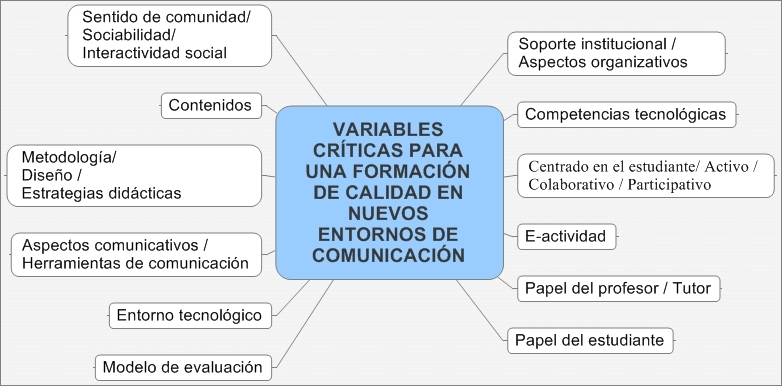 Sentido de comunidad/
Sociabilidad/
Interactividad social
Contenidos
Metodología/
Diseño /
Estrategias didácticas
Aspectos comunicativos /
Herramientas de comunicación
Entorno tecnológico
Modelo de evaluación
VARIABLES
CRÍTICAS PARA
UNA FORMACIÓN
DE CALIDAD EN
NUEVOS
ENTORNOS DE
COMUNICACIÓN
Soporte institucional /
Aspectos organizativos
Competencias tecnológicas
Centrado en el estudiante/ Activo /
Colaborativo / Participativo
E-actividad
Papel del profesor / Tutor
Papel del estudiante